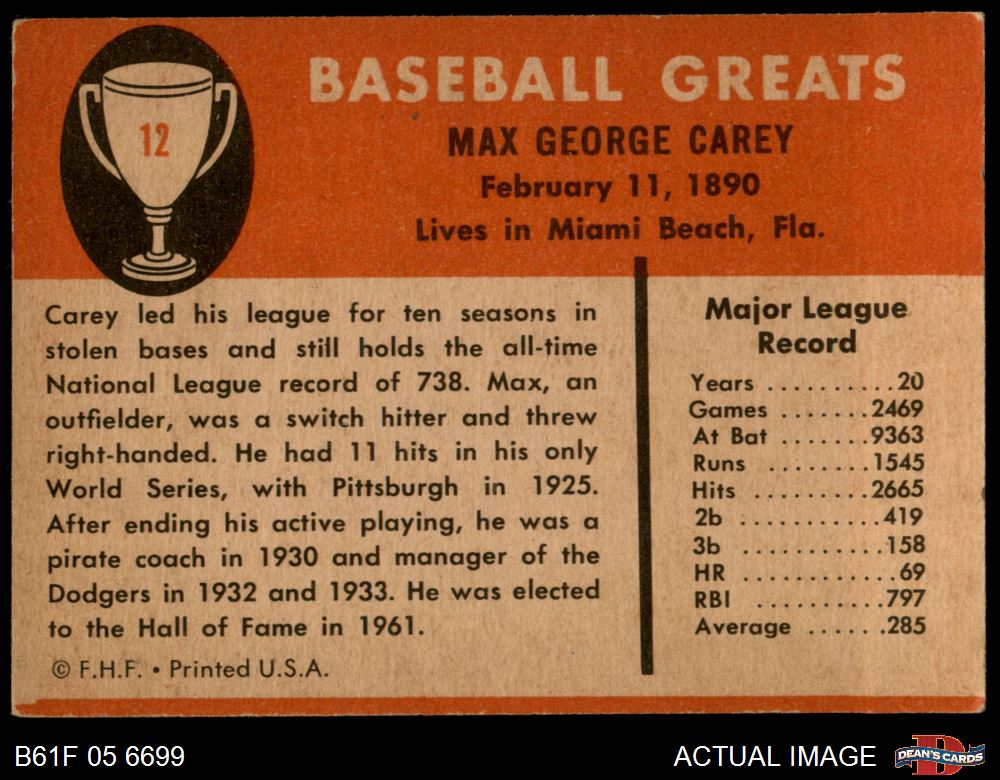 12
BASEBALL GREATS
MAX GEORGE CAREY
February 11, 1890
Lives in Miami Beach, Fla.
Carey led his league for ten seasons in
stolen bases and still holds the all-time
National League record of 738. Max, an
outfielder, was a switch hitter and threw
right-handed. He had 11 hits in his only
World Series, with Pittsburgh in 1925.
After ending his active playing, he was a
pirate coach in 1930 and manager of the
Dodgers in 1932 and 1933. He was elected
to the Hall of Fame in 1961.
© F.H.F. • Printed U.S.A.
Major League
Record
Years ..........20
Games .......2469
At Bat .......9363
Runs ........1545
Hits .........2665
2b ..........419
3b ..........158
HR ...........69
RBI .........797
Average ......285
B61F 05 6699
ACTUAL IMAGE
D
DEAN'S CARDS